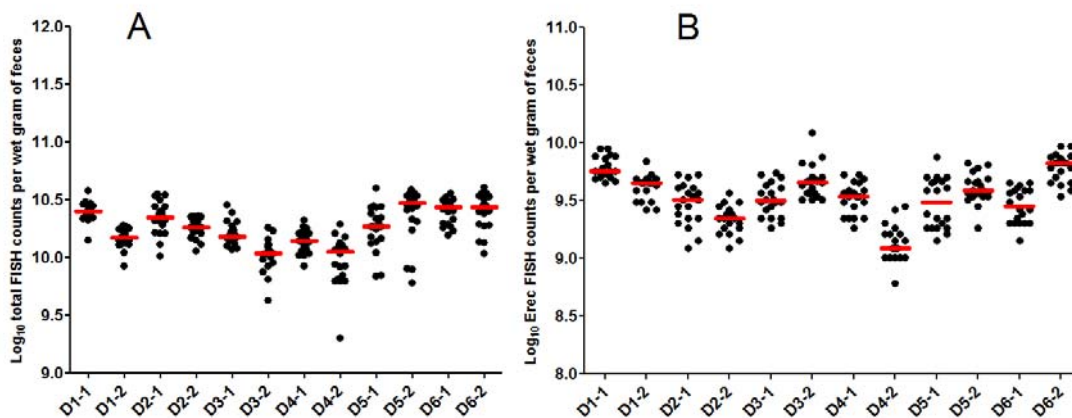 A
Log₁₀ total FISH counts per wet gram of feces
12.0
11.5
11.0
10.5
10.0
9.5
9.0
D1-1 D1-2 D2-1 D2-2 D3-1 D3-2 D4-1 D4-2 D5-1 D5-2 D6-1 D6-2
B
Log₁₀ Erec FISH counts per wet gram of feces
11.0
10.5
10.0
9.5
9.0
8.5
8.0
D1-1 D1-2 D2-1 D2-2 D3-1 D3-2 D4-1 D4-2 D5-1 D5-2 D6-1 D6-2